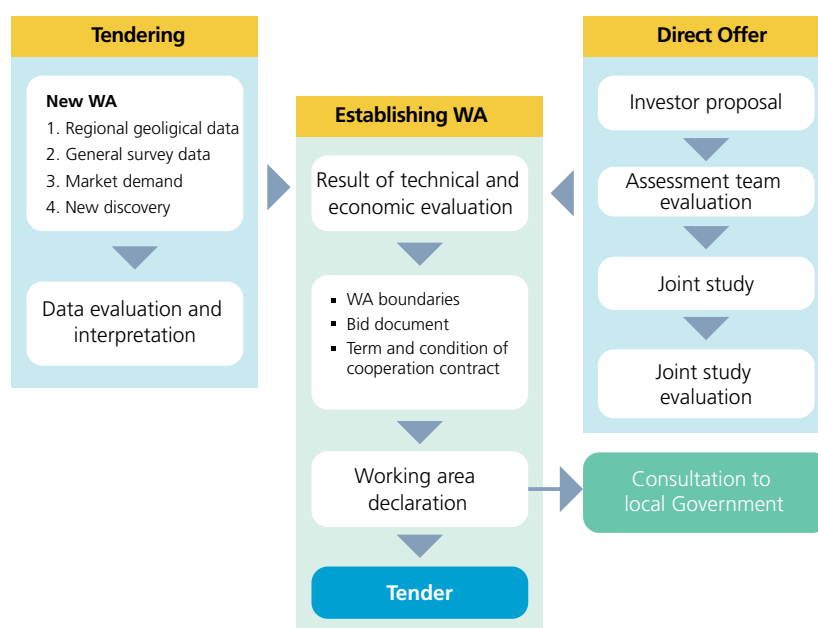 Tendering
New WA
1. Regional geoligical data
2. General survey data
3. Market demand
4. New discovery
Data evaluation and
interpretation
Establishing WA
Result of technical and
economic evaluation
▪ WA boundaries
▪ Bid document
▪ Term and condition of
cooperation contract
Working area
declaration
Tender
Direct Offer
Investor proposal
Assessment team
evaluation
Joint study
Joint study
evaluation
Consultation to
local Government